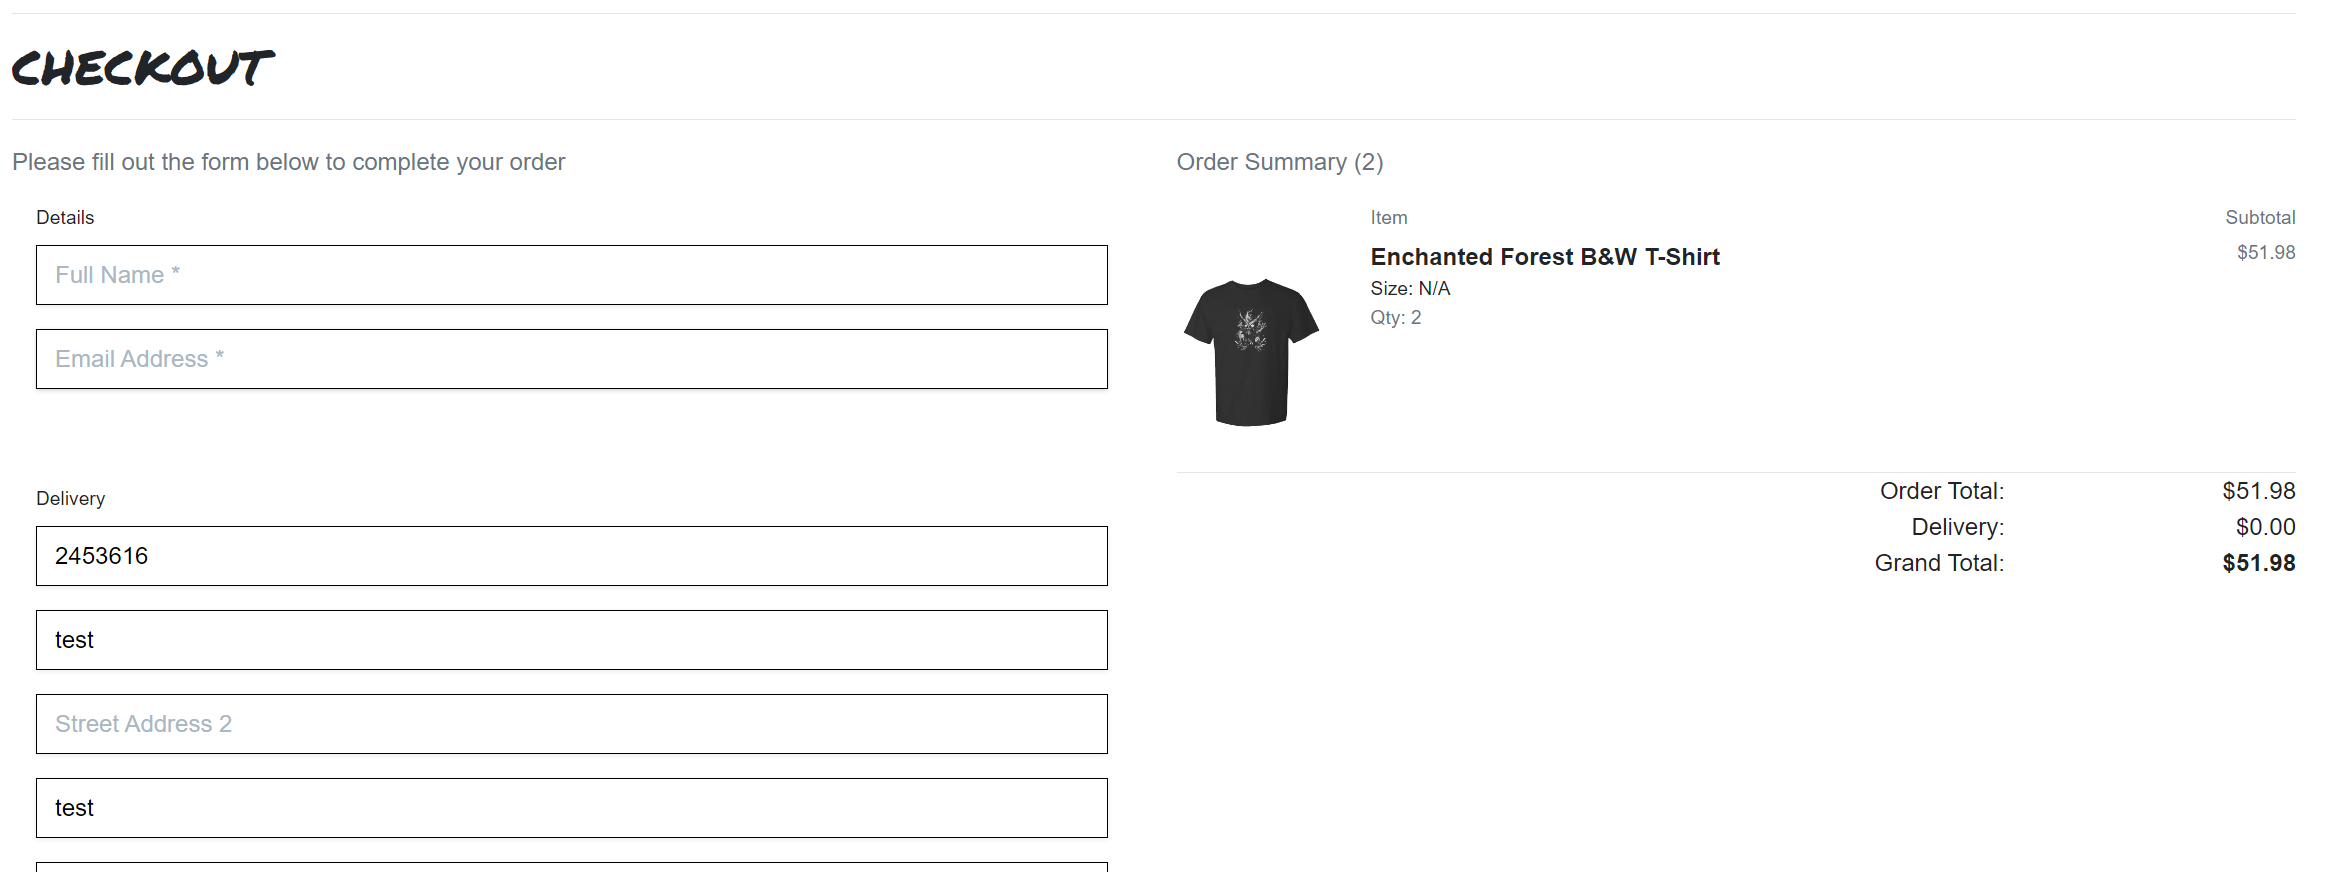 CHECKOUT
Please fill out the form below to complete your order
Details
Full Name *
Email Address *
Delivery
2453616
test
Street Address 2
test
Order Summary (2)
Item Subtotal
Enchanted Forest B&W T-Shirt $51.98
Size: N/A
Qty: 2
Order Total: $51.98
Delivery: $0.00
Grand Total: $51.98